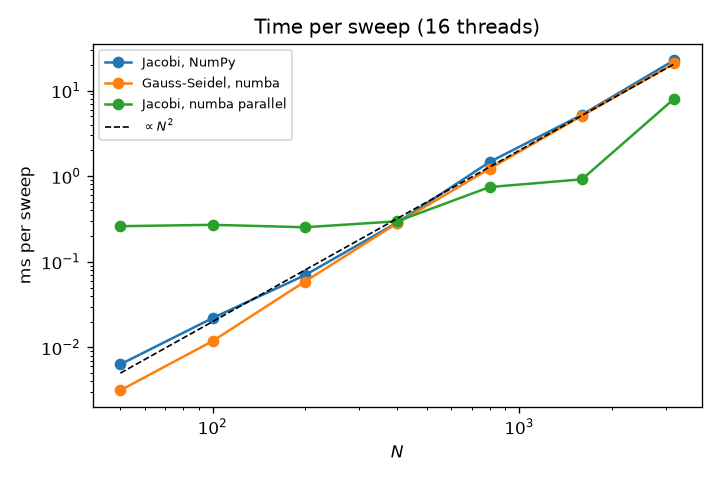 Time per sweep (16 threads)
Jacobi, NumPy
Gauss-Seidel, numba
Jacobi, numba parallel
∝ N²
ms per sweep
10¹
10⁰
10⁻¹
10⁻²
10²
10³
N